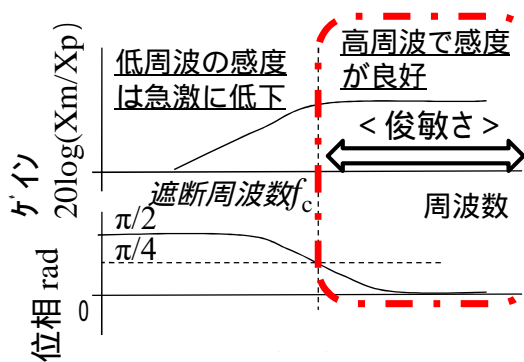 低周波の感度
は急激に低下
高周波で感度
が良好
<俊敏さ>
ゲイン
20log(Xm/Xp)
遮断周波数fc
周波数
π/2
π/4
0
位相 rad